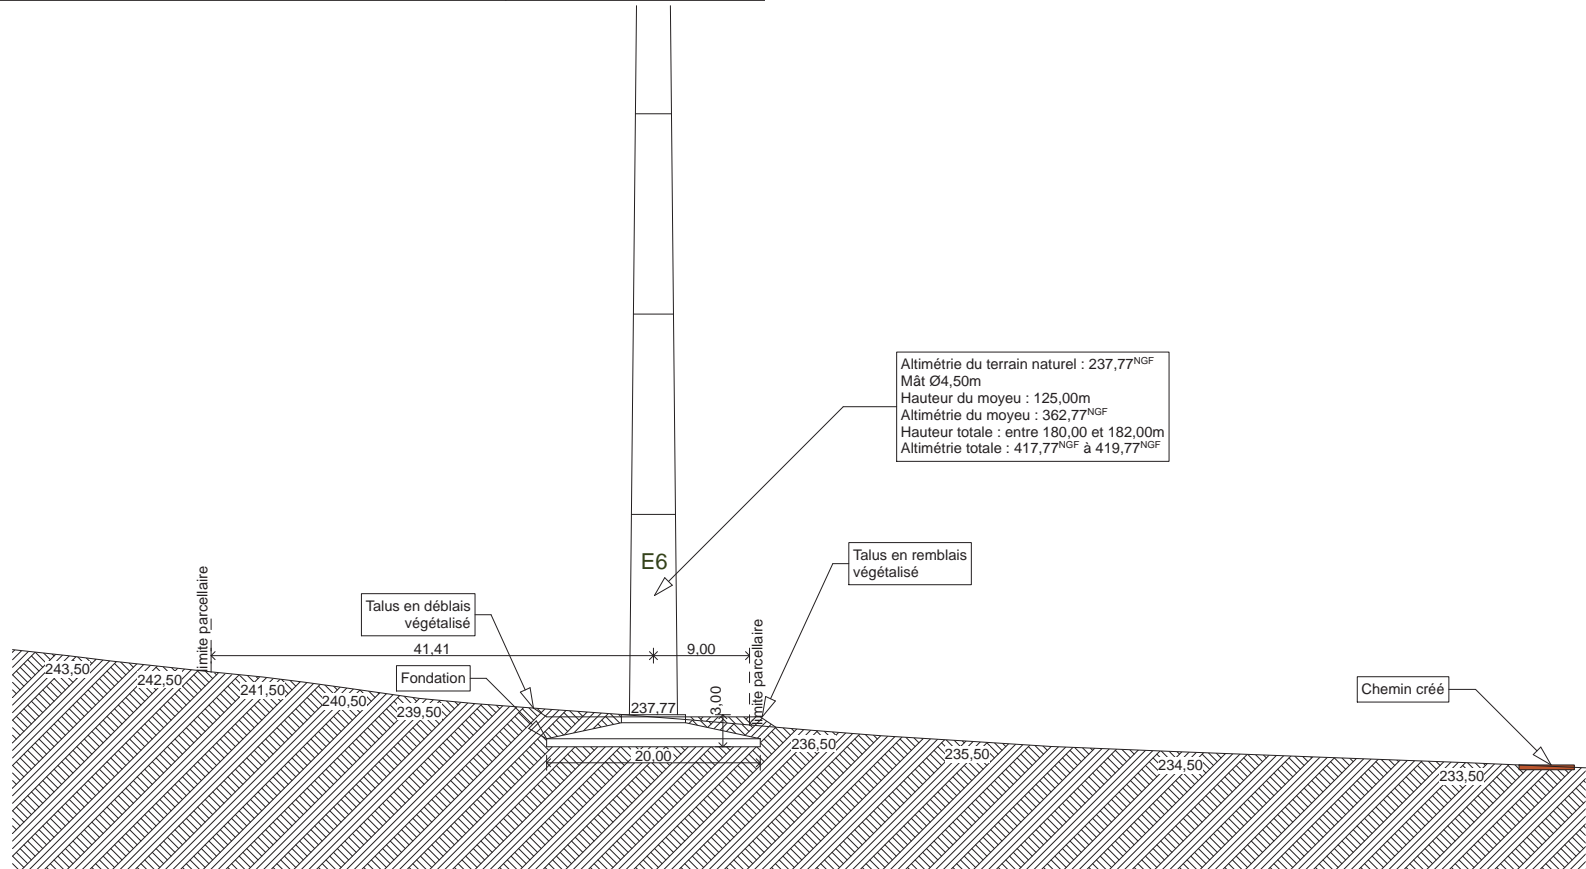 Altimétrie du terrain naturel : 237,77NGF
Mât Ø4,50m
Hauteur du moyeu : 125,00m
Altimétrie du moyeu : 362,77NGF
Hauteur totale : entre 180,00 et 182,00m
Altimétrie totale : 417,77NGF à 419,77NGF
E6
Talus en remblais
végétalisé
Talus en déblais
végétalisé
limite parcellaire
41,41
9,00
limite parcellaire
Fondation
Chemin créé
243,50
242,50
241,50
240,50
239,50
237,77
3,00
20,00
236,50
235,50
234,50
233,50